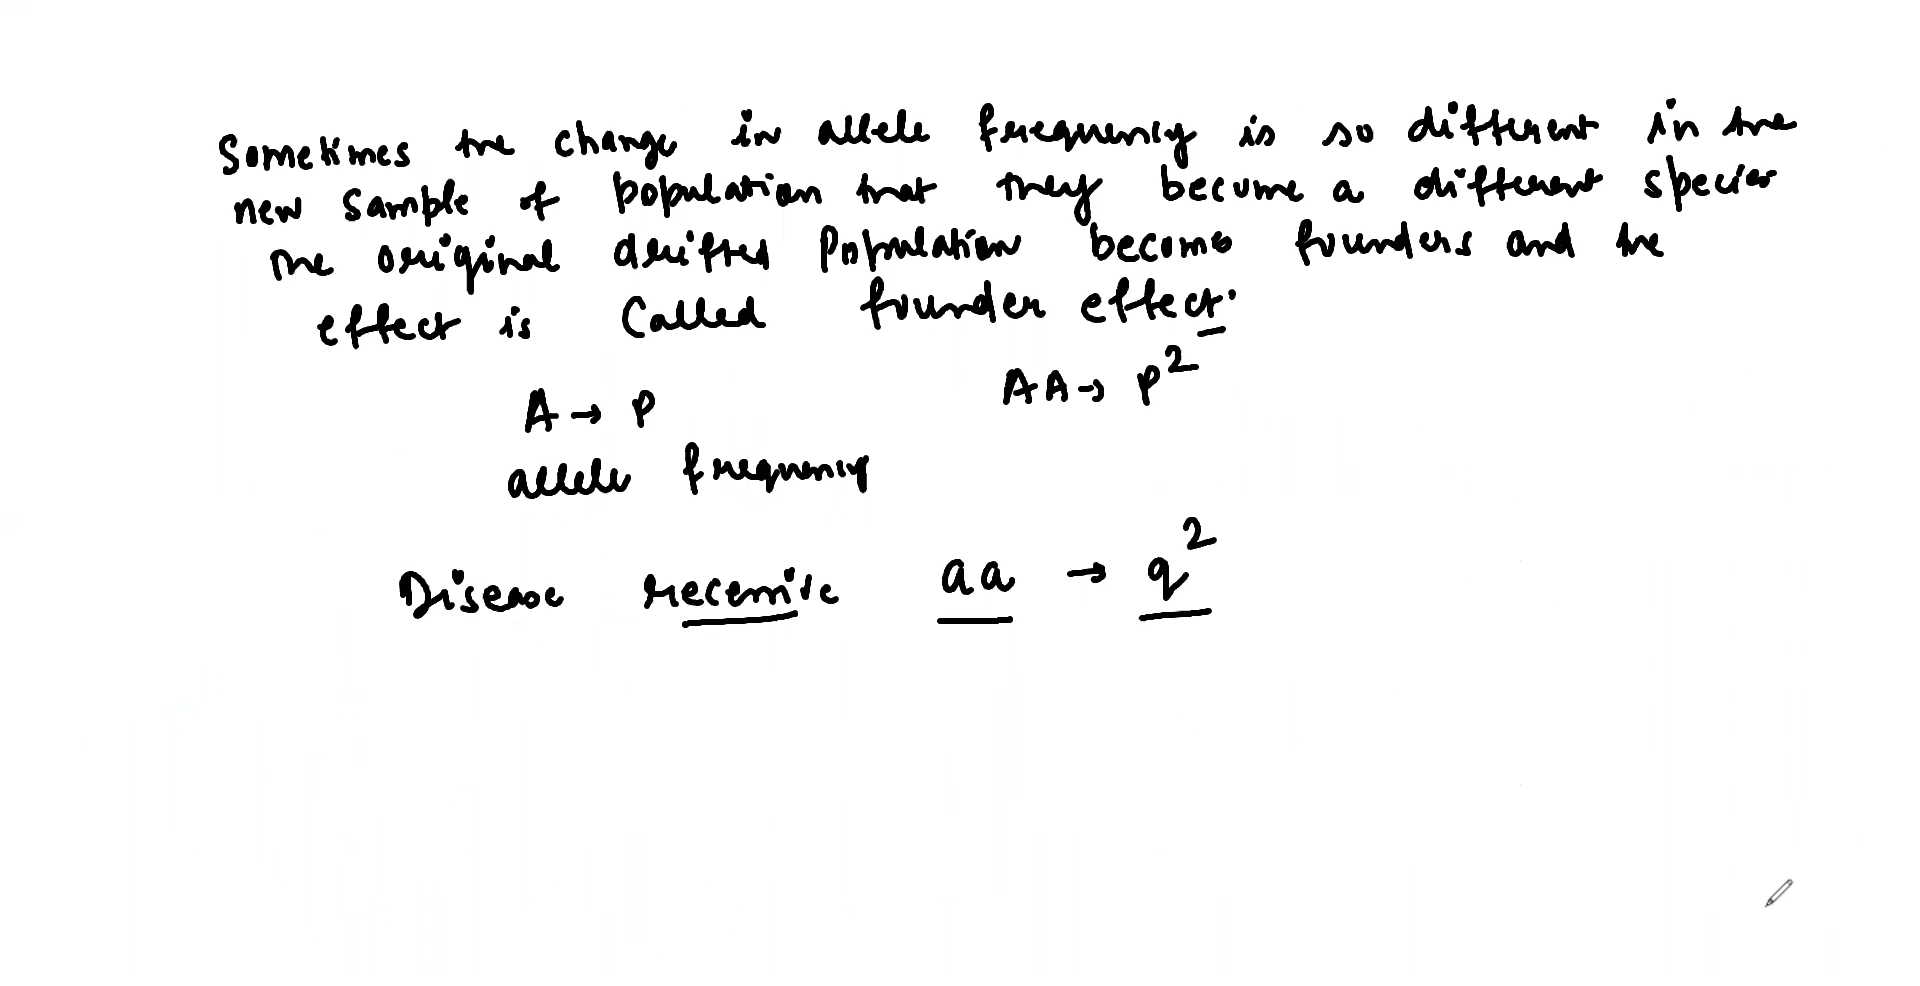 Sometimes the change in allele frequency is so different in the
new sample of population that they become a different species
The original drifted Population become founders and the
effect is Called founder effect.
A → p
AA → p²
allele frequency
Disease recessive aa → q²